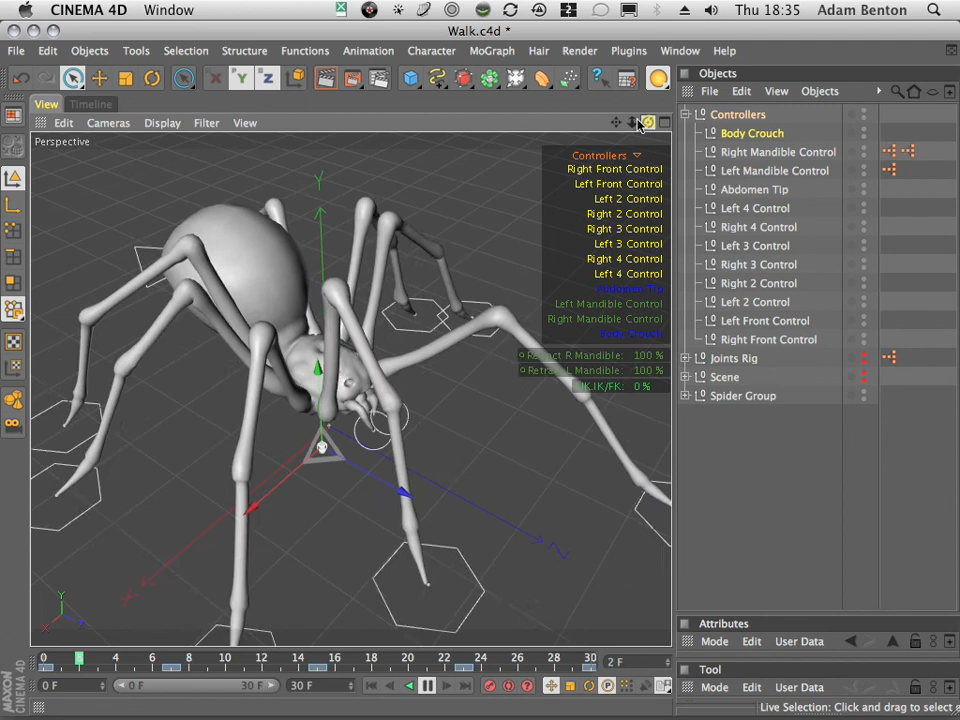 CINEMA 4D Window Thu 18:35 Adam Benton
Walk.c4d *
File Edit Objects Tools Selection Structure Functions Animation Character MoGraph Hair Render Plugins Window Help
View Timeline
Edit Cameras Display Filter View
Perspective
Controllers
Right Front Control
Left Front Control
Left 2 Control
Right 2 Control
Right 3 Control
Left 3 Control
Right 4 Control
Left 4 Control
Abdomen Tip
Left Mandible Control
Right Mandible Control
Body Crouch
Retract R Mandible: 100 %
Retract L Mandible: 100 %
IK/FK: 0 %
Y
X
Z
Y
X
0 4 6 8 10 12 14 16 18 20 22 24 26 28 30 2 F
0 F 0 F 30 F 30 F
MAXON
CINEMA 4D
Objects
File Edit View Objects
Controllers
Body Crouch
Right Mandible Control
Left Mandible Control
Abdomen Tip
Left 4 Control
Right 4 Control
Left 3 Control
Right 3 Control
Right 2 Control
Left 2 Control
Left Front Control
Right Front Control
Joints Rig
Scene
Spider Group
Attributes
Mode Edit User Data
Tool
Mode Edit User Data
Live Selection: Click and drag to select